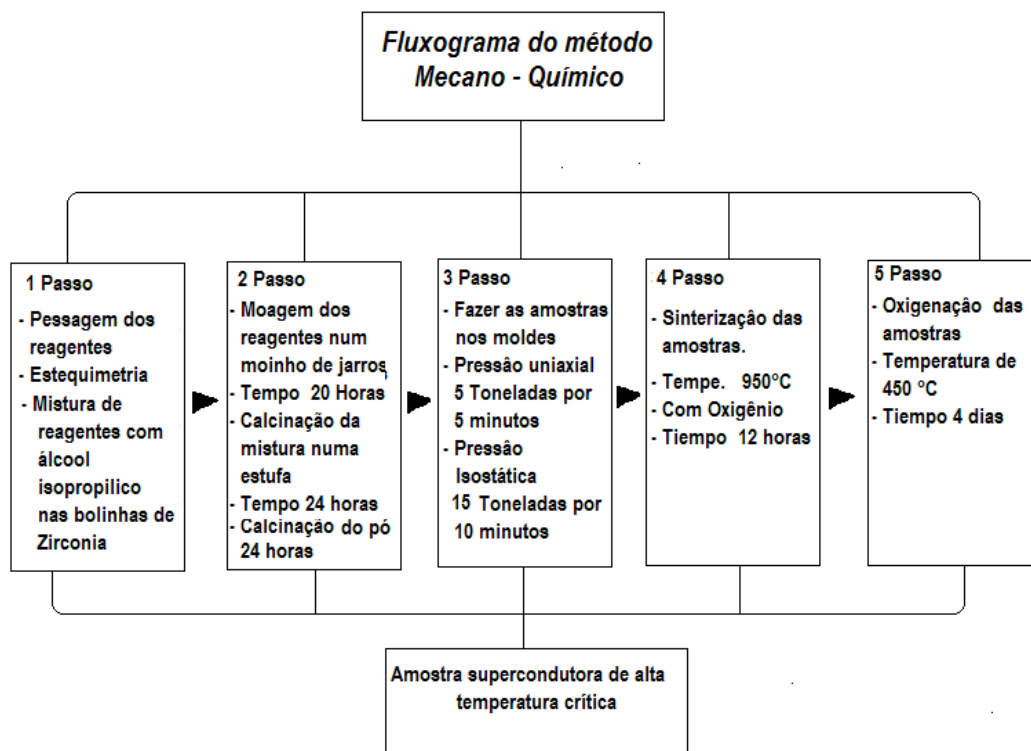 Fluxograma do método
Mecano - Químico
1 Passo
- Pessagem dos
reagentes
- Estequimetria
- Mistura de
reagentes com
álcool
isopropilico
nas bolinhas de
Zirconia
2 Passo
- Moagem dos
reagentes num
moinho de jarros,
- Tempo 20 Horas
- Calcinação da
mistura numa
estufa
- Tempo 24 horas
- Calcinação do pó
24 horas
3 Passo
- Fazer as amostras
nos moldes
- Pressâo uniaxial
5 Toneladas por
5 minutos
- Pressâo
Isostática
15 Toneladas por
10 minutos
4 Passo
- Sinterizaçâo das
amostras.
- Tempe. 950°C
- Com Oxigênio
- Tiempo 12 horas
5 Passo
- Oxigenaçâo das
amostras
- Temperatura de
450 °C
- Tiempo 4 dias
Amostra supercondutora de alta
temperatura crítica